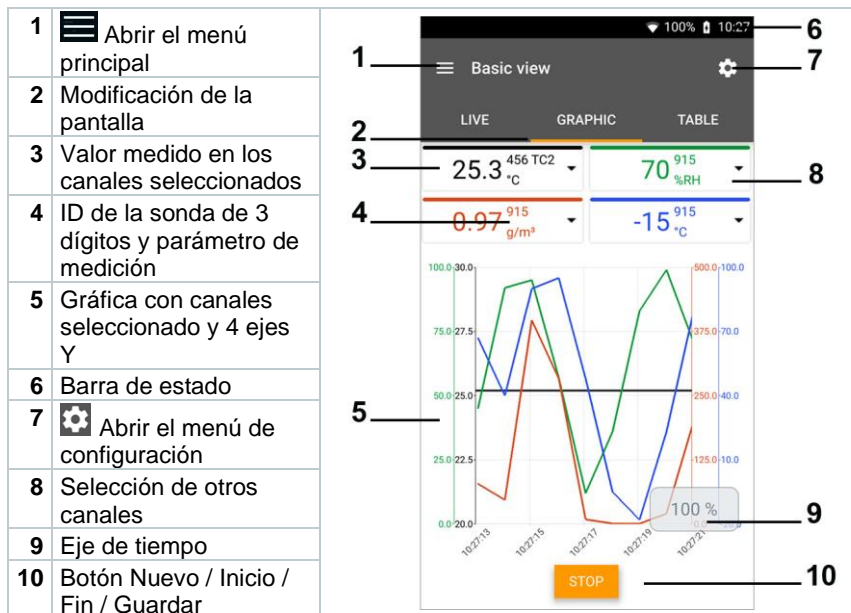 1 Abrir el menú
principal
2 Modificación de la
pantalla
3 Valor medido en los
canales seleccionados
4 ID de la sonda de 3
dígitos y parámetro de
medición
5 Gráfica con canales
seleccionado y 4 ejes
Y
6 Barra de estado
7 Abrir el menú de
configuración
8 Selección de otros
canales
9 Eje de tiempo
10 Botón Nuevo / Inicio /
Fin / Guardar
100% 10:27
6
1
Basic view
7
LIVE GRAPHIC TABLE
2
3
25.3 456 TC2 °C
70 915 %RH
8
4
0.97 915 g/m³
-15 915 °C
100.0 30.0 500.0 100.0
75.0 27.5 375.0 70.0
50.0 25.0 250.0 40.0
5
0.0 22.5 125.0 10.0
0.0 20.0
100 %
9
10:27:13 10:27:15 10:27:17 10:27:19 10:27:21
STOP
10